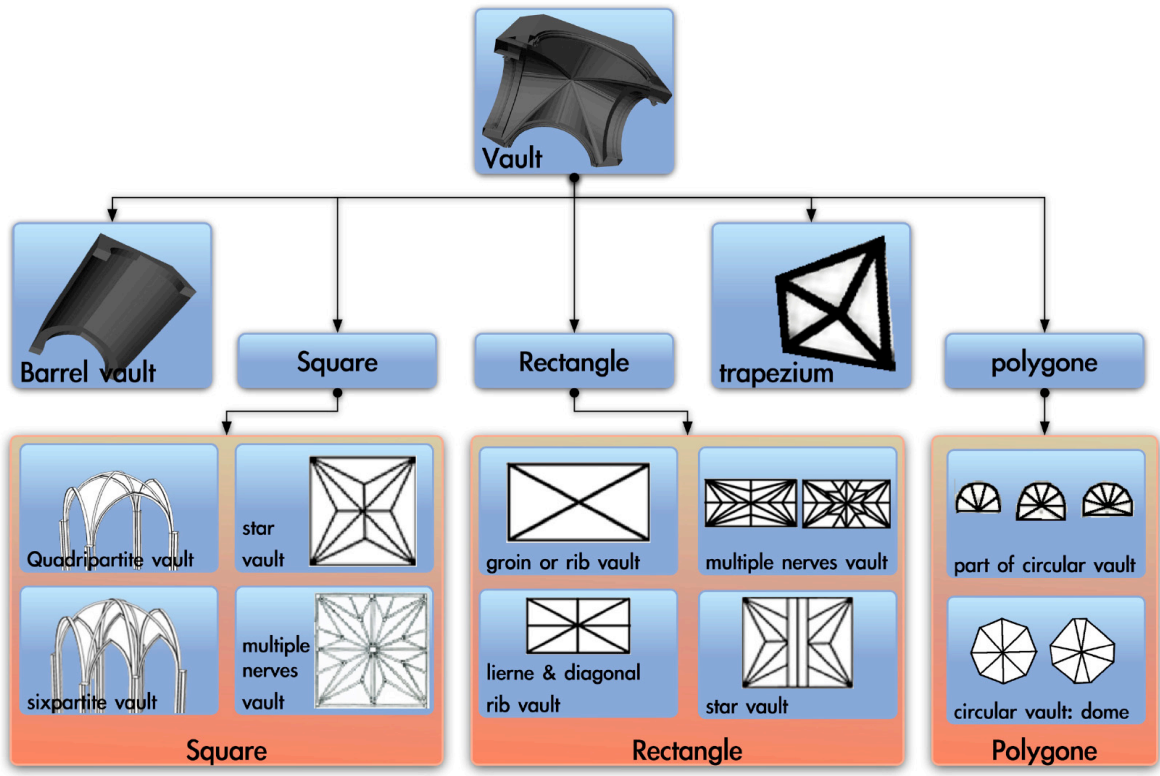 Vault
Barrel vault
Square
Rectangle
trapezium
polygone
Quadripartite vault
star
vault
sixpartite vault
multiple
nerves
vault
Square
groin or rib vault
multiple nerves vault
lierne & diagonal
rib vault
star vault
Rectangle
part of circular vault
circular vault: dome
Polygone